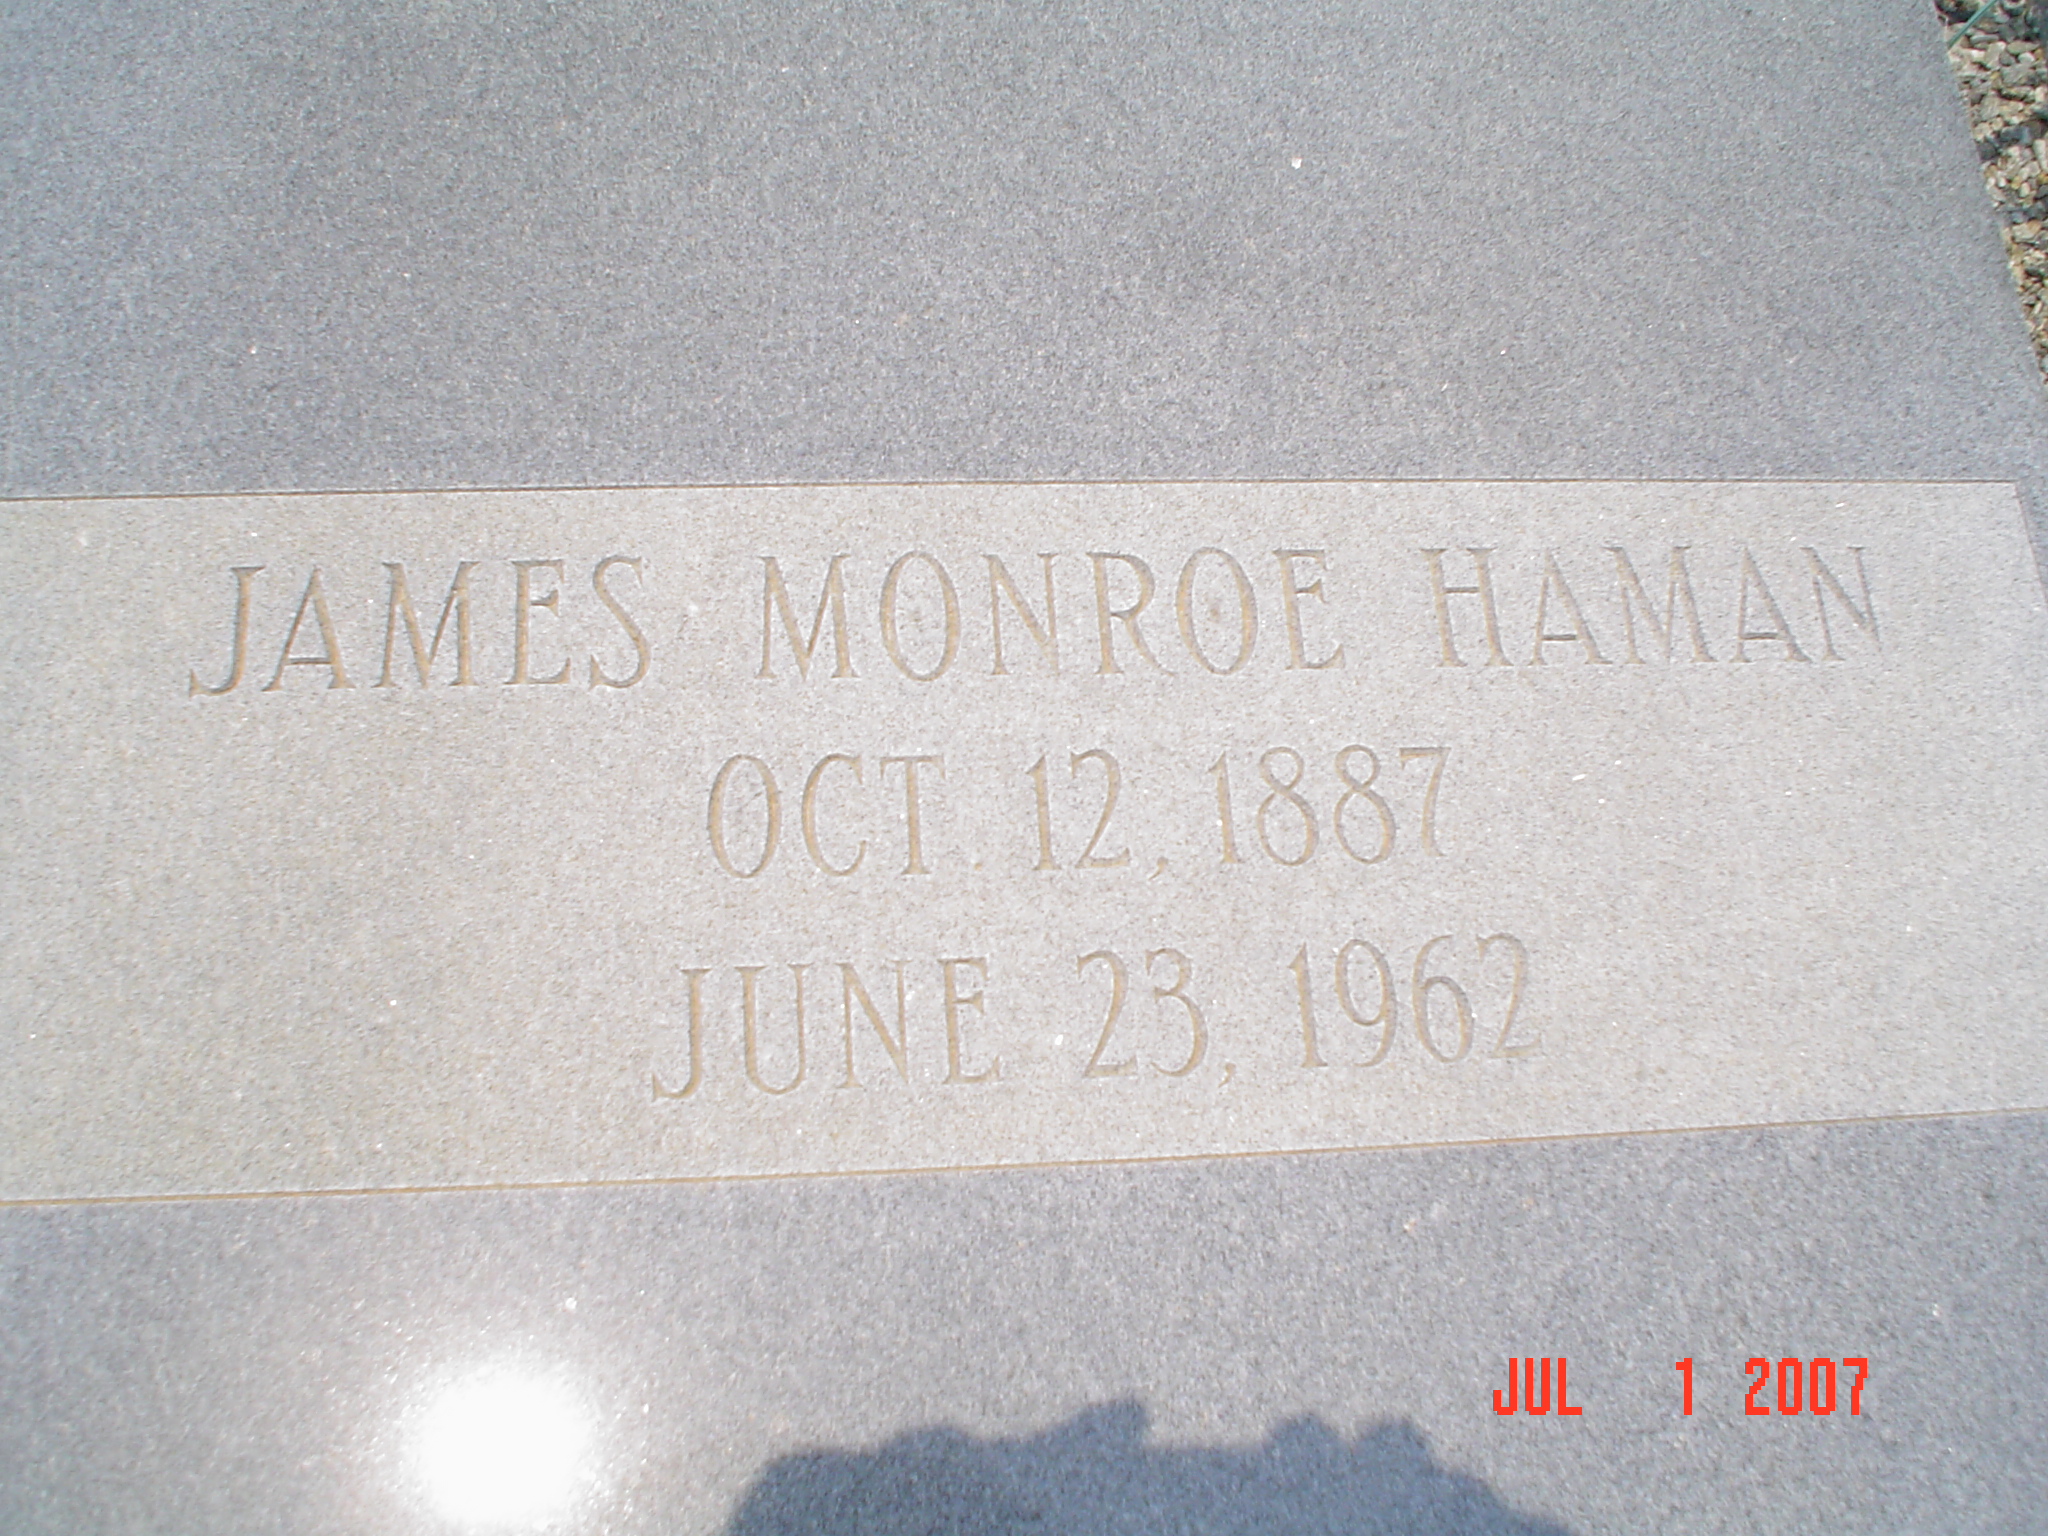 JAMES MONROE HAMAN
OCT. 12, 1887
JUNE 23, 1962
JUL 1 2007